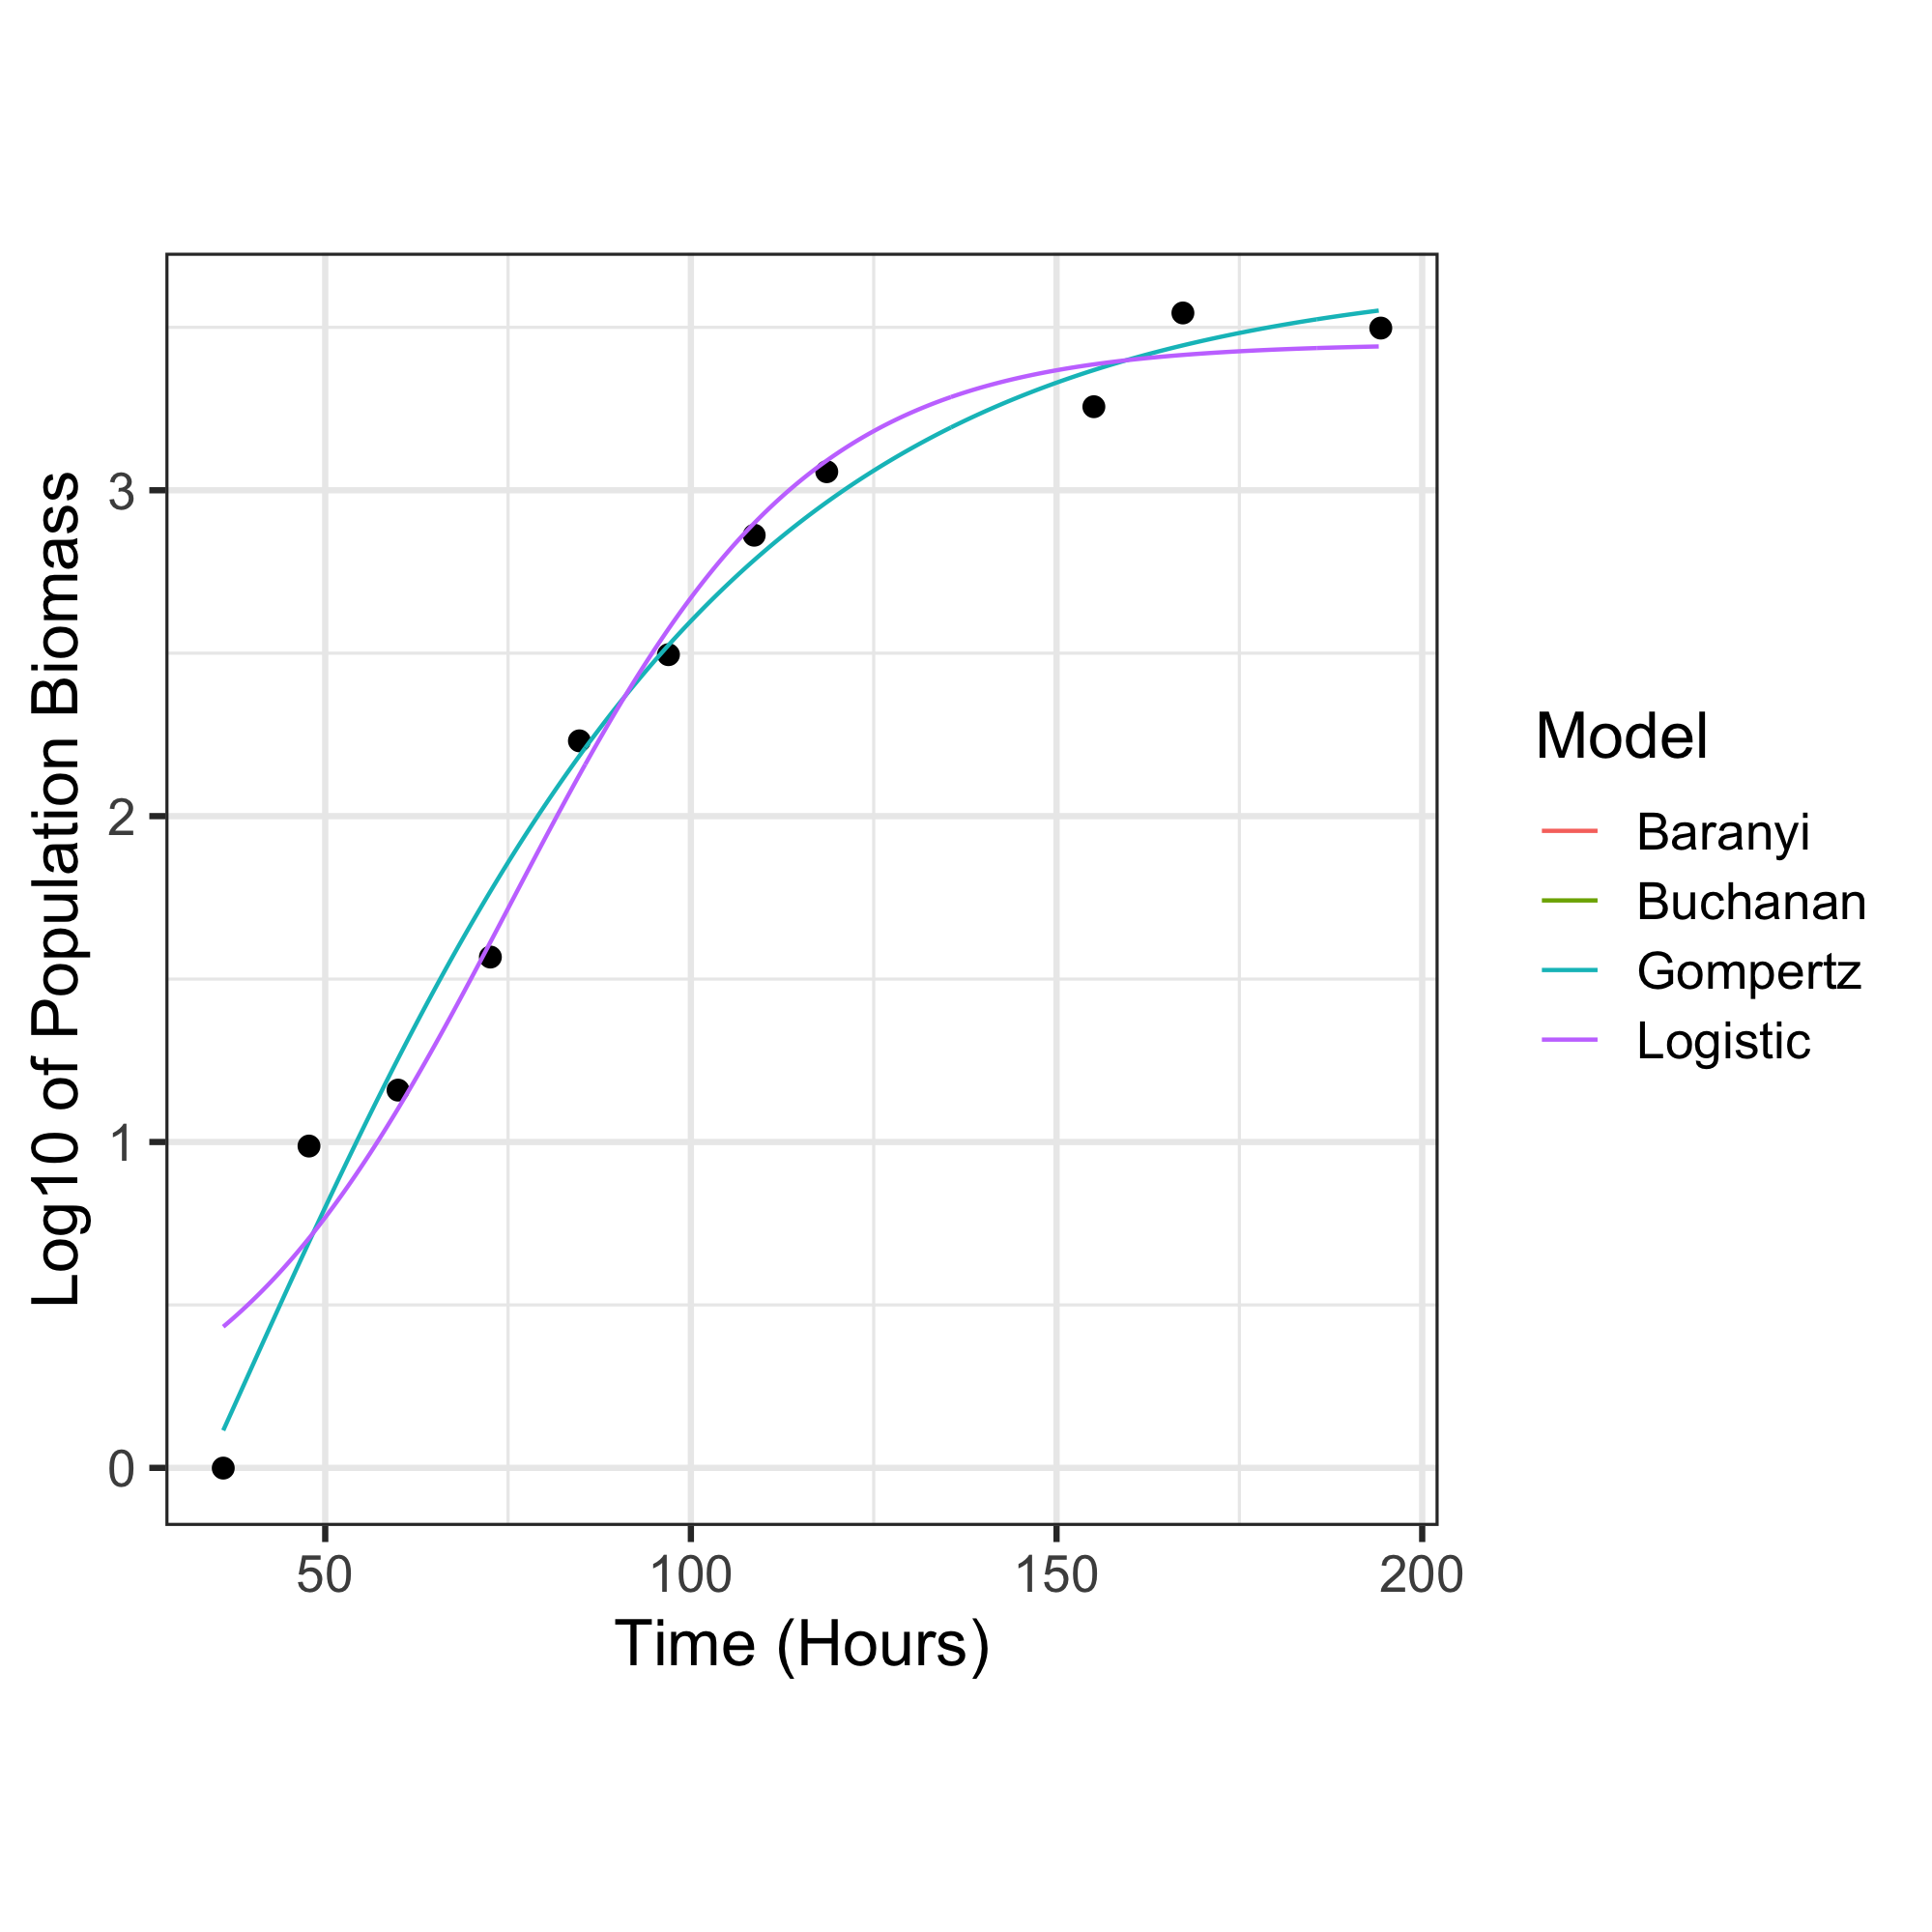 Log10 of Population Biomass
3
2
1
0
50 100 150 200
Time (Hours)
Model
Baranyi
Buchanan
Gompertz
Logistic